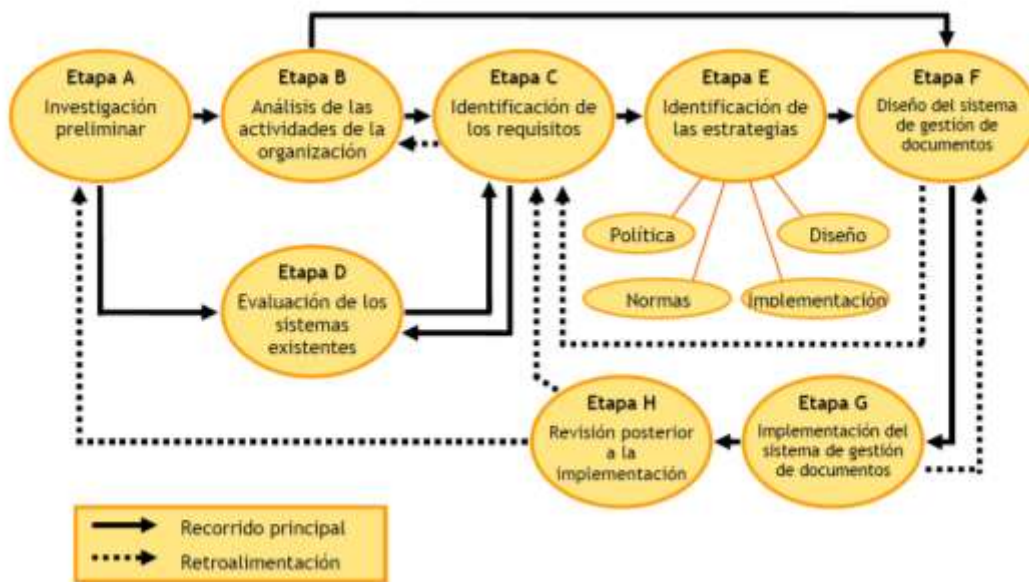 Etapa A
Investigación
preliminar
Etapa B
Análisis de las
actividades de la
organización
Etapa C
Identificación de
los requisitos
Etapa E
Identificación de
las estrategias
Etapa F
Diseño del sistema
de gestión de
documentos
Política
Diseño
Normas
Implementación
Etapa D
Evaluación de los
sistemas
existentes
Etapa H
Revisión posterior
a la
implementación
Etapa G
Implementación del
sistema de gestión
de documentos
Recorrido principal
Retroalimentación